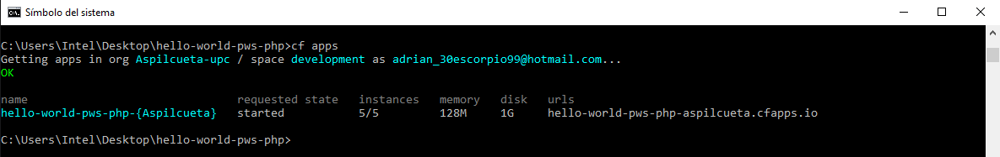 Símbolo del sistema
C:\Users\Intel\Desktop\hello-world-pws-php>cf apps
Getting apps in org Aspilcueta-upc / space development as adrian_30escorpio99@hotmail.com...
OK
name requested state instances memory disk urls
hello-world-pws-php-{Aspilcueta} started 5/5 128M 1G hello-world-pws-php-aspilcueta.cfapps.io
C:\Users\Intel\Desktop\hello-world-pws-php>